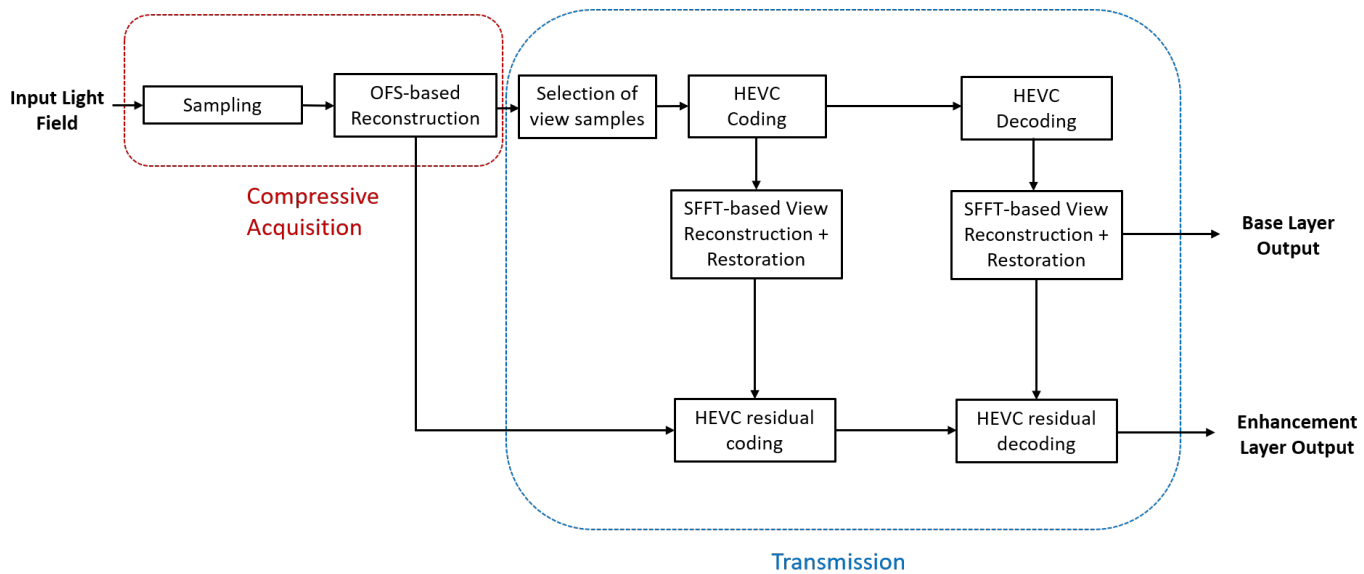 Input Light
Field
Sampling
OFS-based
Reconstruction
Selection of
view samples
HEVC
Coding
HEVC
Decoding
Compressive
Acquisition
SFFT-based View
Reconstruction +
Restoration
SFFT-based View
Reconstruction +
Restoration
Base Layer
Output
HEVC residual
coding
HEVC residual
decoding
Enhancement
Layer Output
Transmission